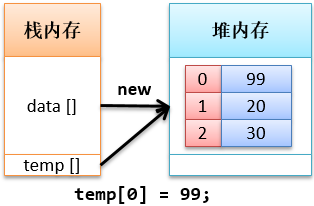 栈内存
堆内存
data []
new
0 99
1 20
2 30
temp []
temp[0] = 99;